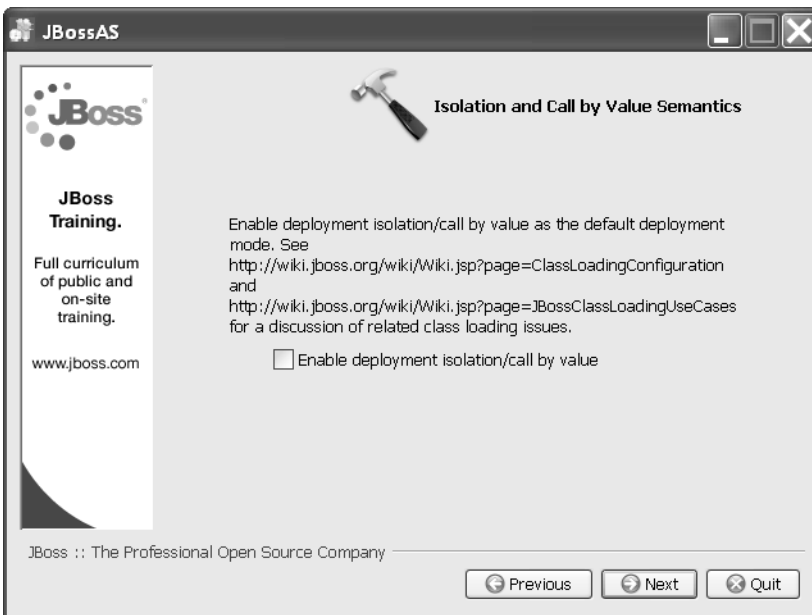 JBossAS
JBoss®
JBoss
Training.
Full curriculum
of public and
on-site
training.
www.jboss.com
Isolation and Call by Value Semantics
Enable deployment isolation/call by value as the default deployment
mode. See
http://wiki.jboss.org/wiki/Wiki.jsp?page=ClassLoadingConfiguration
and
http://wiki.jboss.org/wiki/Wiki.jsp?page=JBossClassLoadingUseCases
for a discussion of related class loading issues.
Enable deployment isolation/call by value
JBoss :: The Professional Open Source Company
Previous
Next
Quit